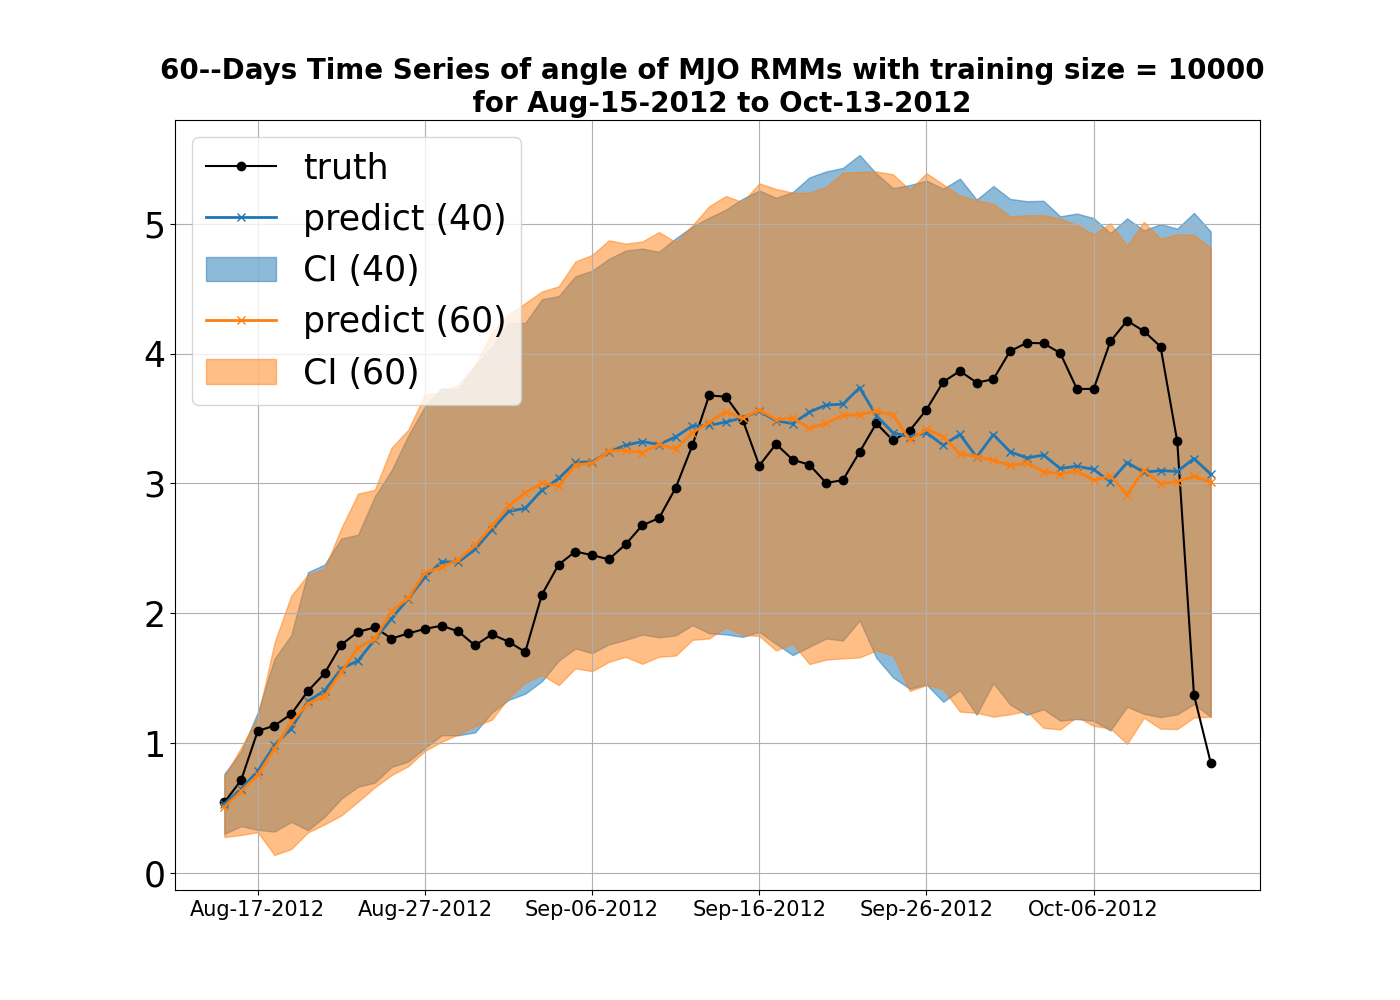 60--Days Time Series of angle of MJO RMMs with training size = 10000
for Aug-15-2012 to Oct-13-2012
truth
predict (40)
CI (40)
predict (60)
CI (60)
5
4
3
2
1
0
Aug-17-2012 Aug-27-2012 Sep-06-2012 Sep-16-2012 Sep-26-2012 Oct-06-2012